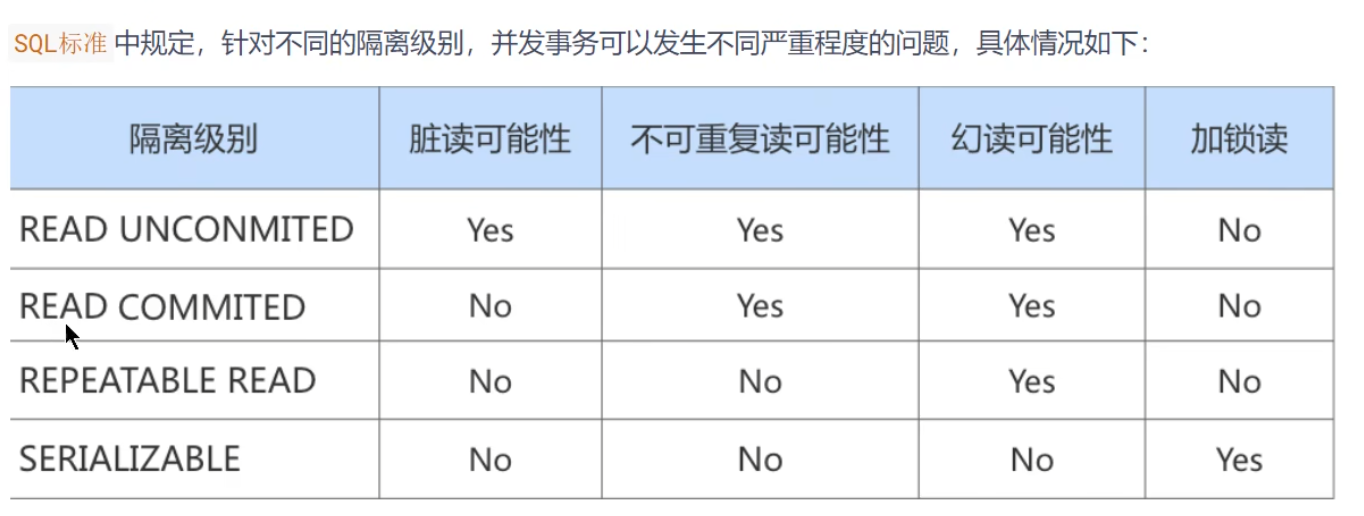 SQL标准 中规定，针对不同的隔离级别，并发事务可以发生不同严重程度的问题，具体情况如下：
隔离级别 脏读可能性 不可重复读可能性 幻读可能性 加锁读
READ UNCONMITED Yes Yes Yes No
READ COMMITED No Yes Yes No
REPEATABLE READ No No Yes No
SERIALIZABLE No No No Yes